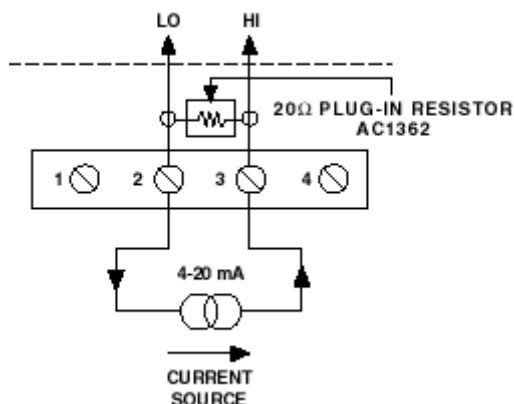 LO HI
20Ω PLUG-IN RESISTOR
AC1362
1 2 3 4
4-20 mA
CURRENT
SOURCE